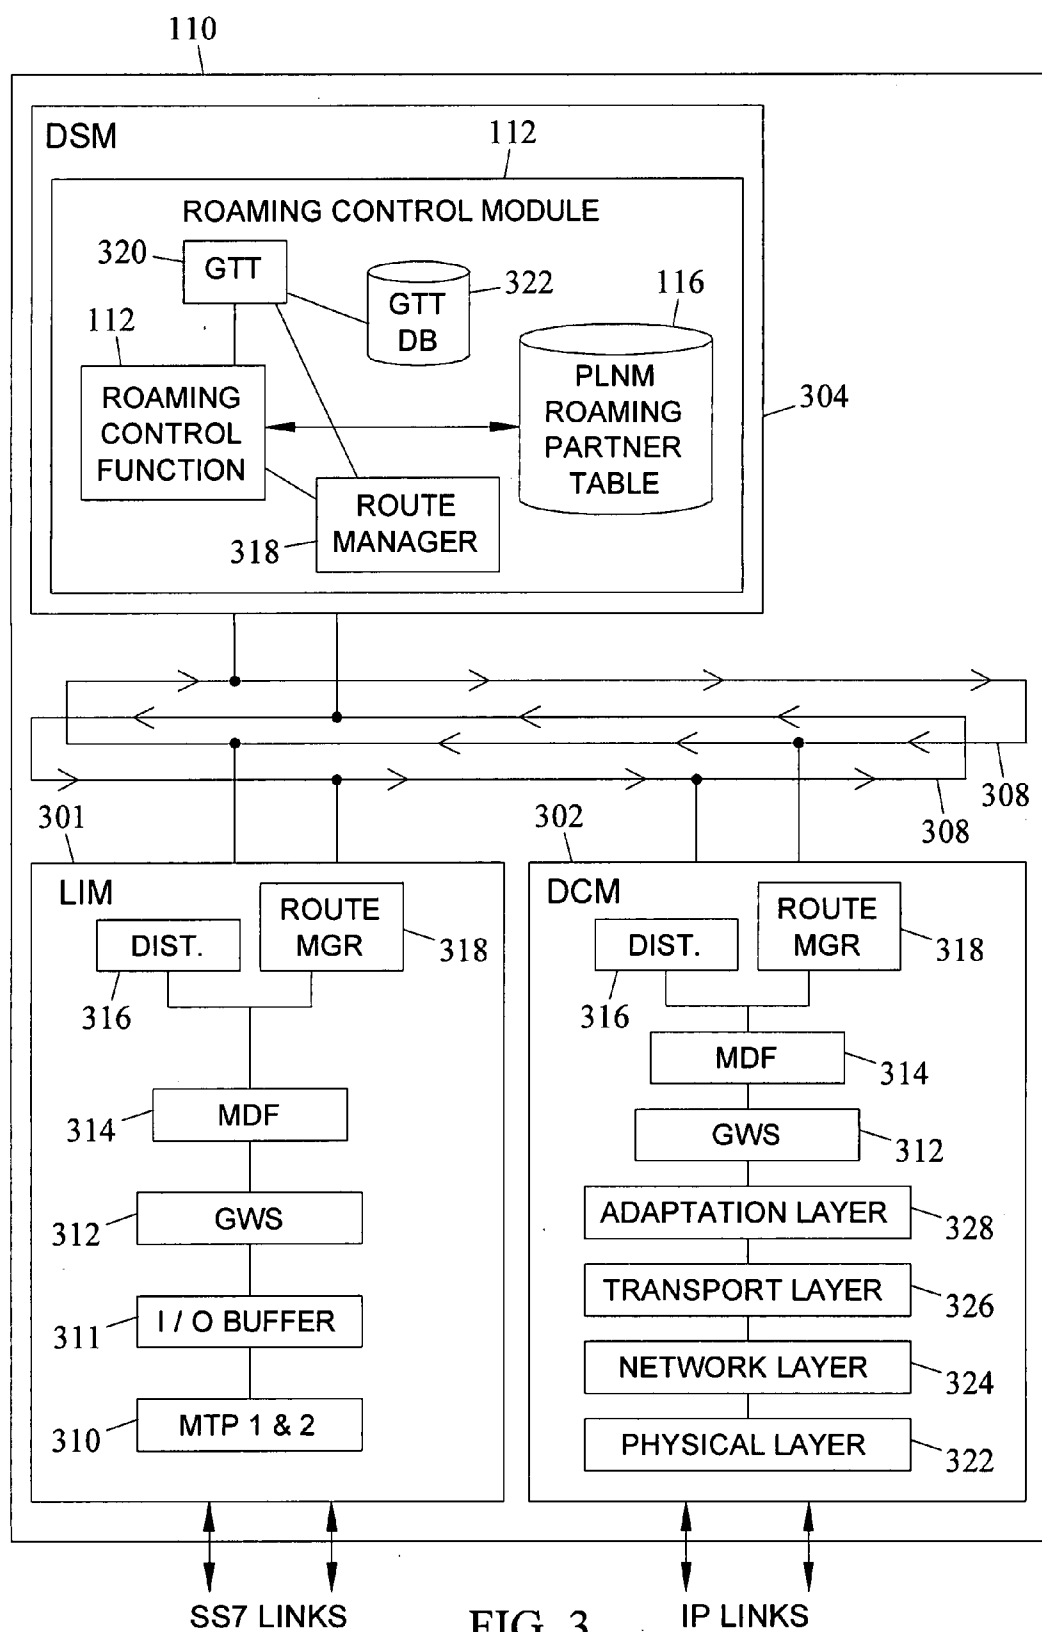 110
DSM
112
ROAMING CONTROL MODULE
320
GTT
GTT
DB
322
116
112
ROAMING
CONTROL
FUNCTION
PLNM
ROAMING
PARTNER
TABLE
304
ROUTE
MANAGER
318
308
308
301
LIM
ROUTE
MGR
318
DIST.
316
MDF
314
GWS
312
I / O BUFFER
311
MTP 1 & 2
310
SS7 LINKS
302
DCM
ROUTE
MGR
318
DIST.
316
MDF
314
GWS
312
ADAPTATION LAYER
328
TRANSPORT LAYER
326
NETWORK LAYER
324
PHYSICAL LAYER
322
IP LINKS
FIG. 3